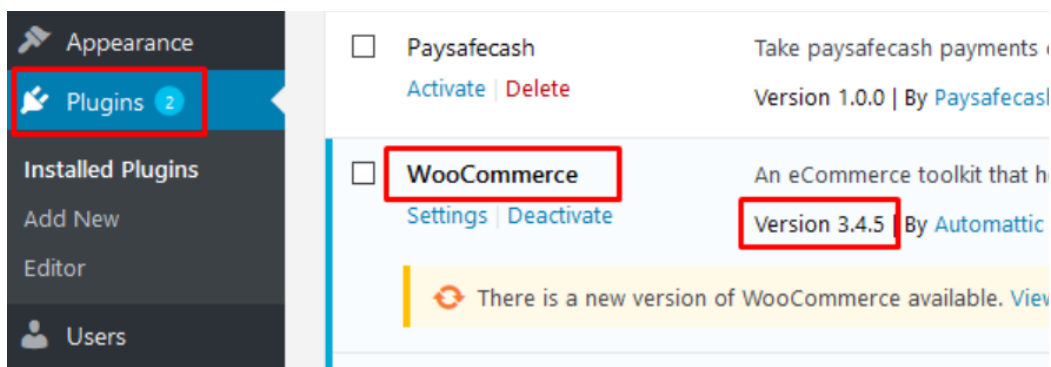 Appearance
Plugins 2
Installed Plugins
Add New
Editor
Users
Paysafecash
Activate | Delete
Take paysafecash payments
Version 1.0.0 | By Paysafecash
WooCommerce
Settings | Deactivate
An eCommerce toolkit that
Version 3.4.5 | By Automattic
There is a new version of WooCommerce available. View